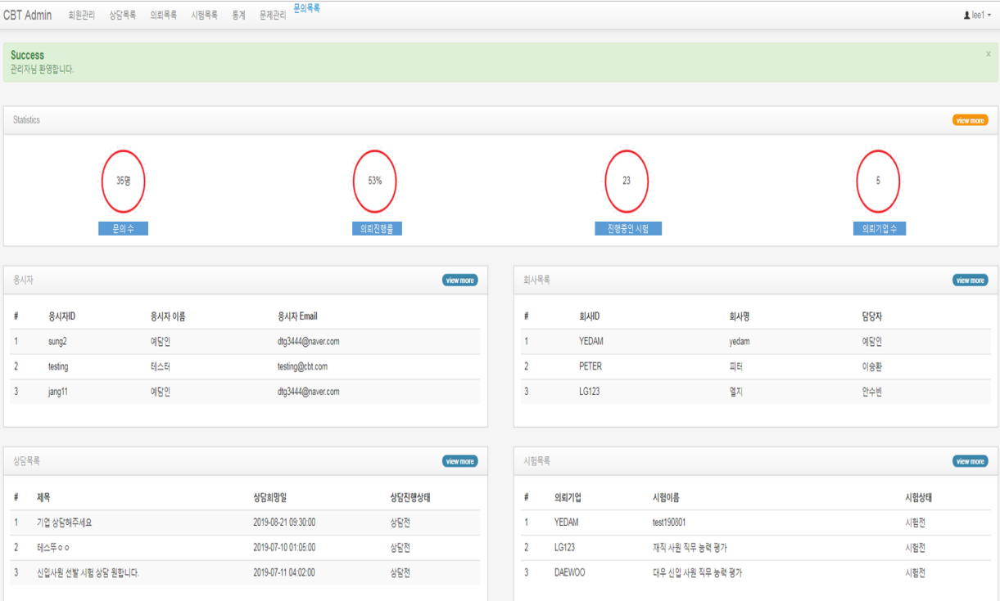 CBT Admin 회원관리 상담목록 의뢰목록 시험목록 통계 문제관리 문의목록 lee1
Success ×
관리자님 환영합니다.
Statistics view more
35명 53% 23 5
문의 수 의뢰진행률 진행중인 시험 의뢰기업 수
응시자 view more
# 응시자ID 응시자 이름 응시자 Email
1 sung2 예담인 dtg3444@naver.com
2 testing 테스터 testing@cbt.com
3 jang11 예담인 dtg3444@naver.com
회사목록 view more
# 회사ID 회사명 담당자
1 YEDAM yedam 예담인
2 PETER 피터 이승환
3 LG123 엘지 안수빈
상담목록 view more
# 제목 상담희망일 상담진행상태
1 기업 상담해주세요 2019-08-21 09:30:00 상담전
2 테스뚜ㅇㅇ 2019-07-10 01:05:00 상담전
3 신입사원 선발 시험 상담 원합니다. 2019-07-11 04:02:00 상담전
시험목록 view more
# 의뢰기업 시험이름 시험상태
1 YEDAM test190801 시험전
2 LG123 재직 사원 직무 능력 평가 시험전
3 DAEWOO 대우 신입 사원 직무 능력 평가 시험전